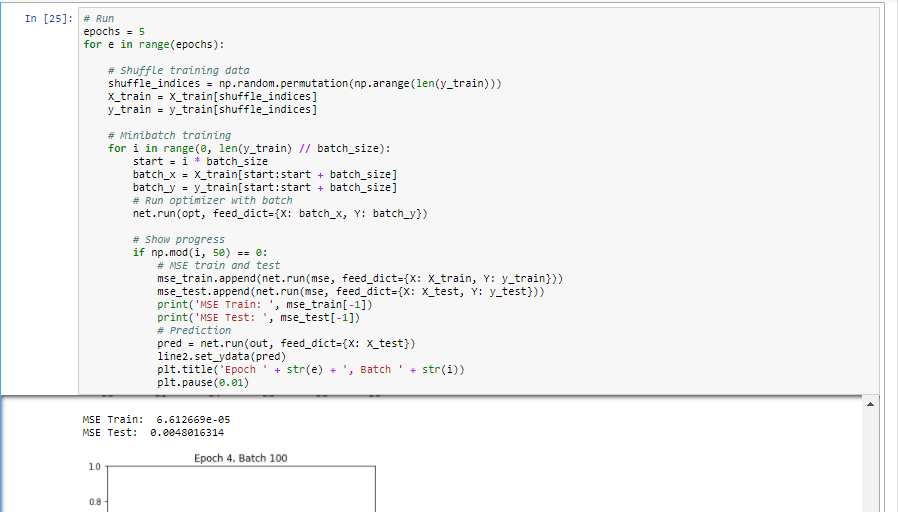 In [25]:
# Run
epochs = 5
for e in range(epochs):
# Shuffle training data
shuffle_indices = np.random.permutation(np.arange(len(y_train)))
X_train = X_train[shuffle_indices]
y_train = y_train[shuffle_indices]
# Minibatch training
for i in range(0, len(y_train) // batch_size):
start = i * batch_size
batch_x = X_train[start:start + batch_size]
batch_y = y_train[start:start + batch_size]
# Run optimizer with batch
net.run(opt, feed_dict={X: batch_x, Y: batch_y})
# Show progress
if np.mod(i, 50) == 0:
# MSE train and test
mse_train.append(net.run(mse, feed_dict={X: X_train, Y: y_train}))
mse_test.append(net.run(mse, feed_dict={X: X_test, Y: y_test}))
print('MSE Train: ', mse_train[-1])
print('MSE Test: ', mse_test[-1])
# Prediction
pred = net.run(out, feed_dict={X: X_test})
line2.set_ydata(pred)
plt.title('Epoch ' + str(e) + ', Batch ' + str(i))
plt.pause(0.01)
MSE Train:  6.612669e-05
MSE Test:  0.0048016314
Epoch 4, Batch 100
1.0
0.8